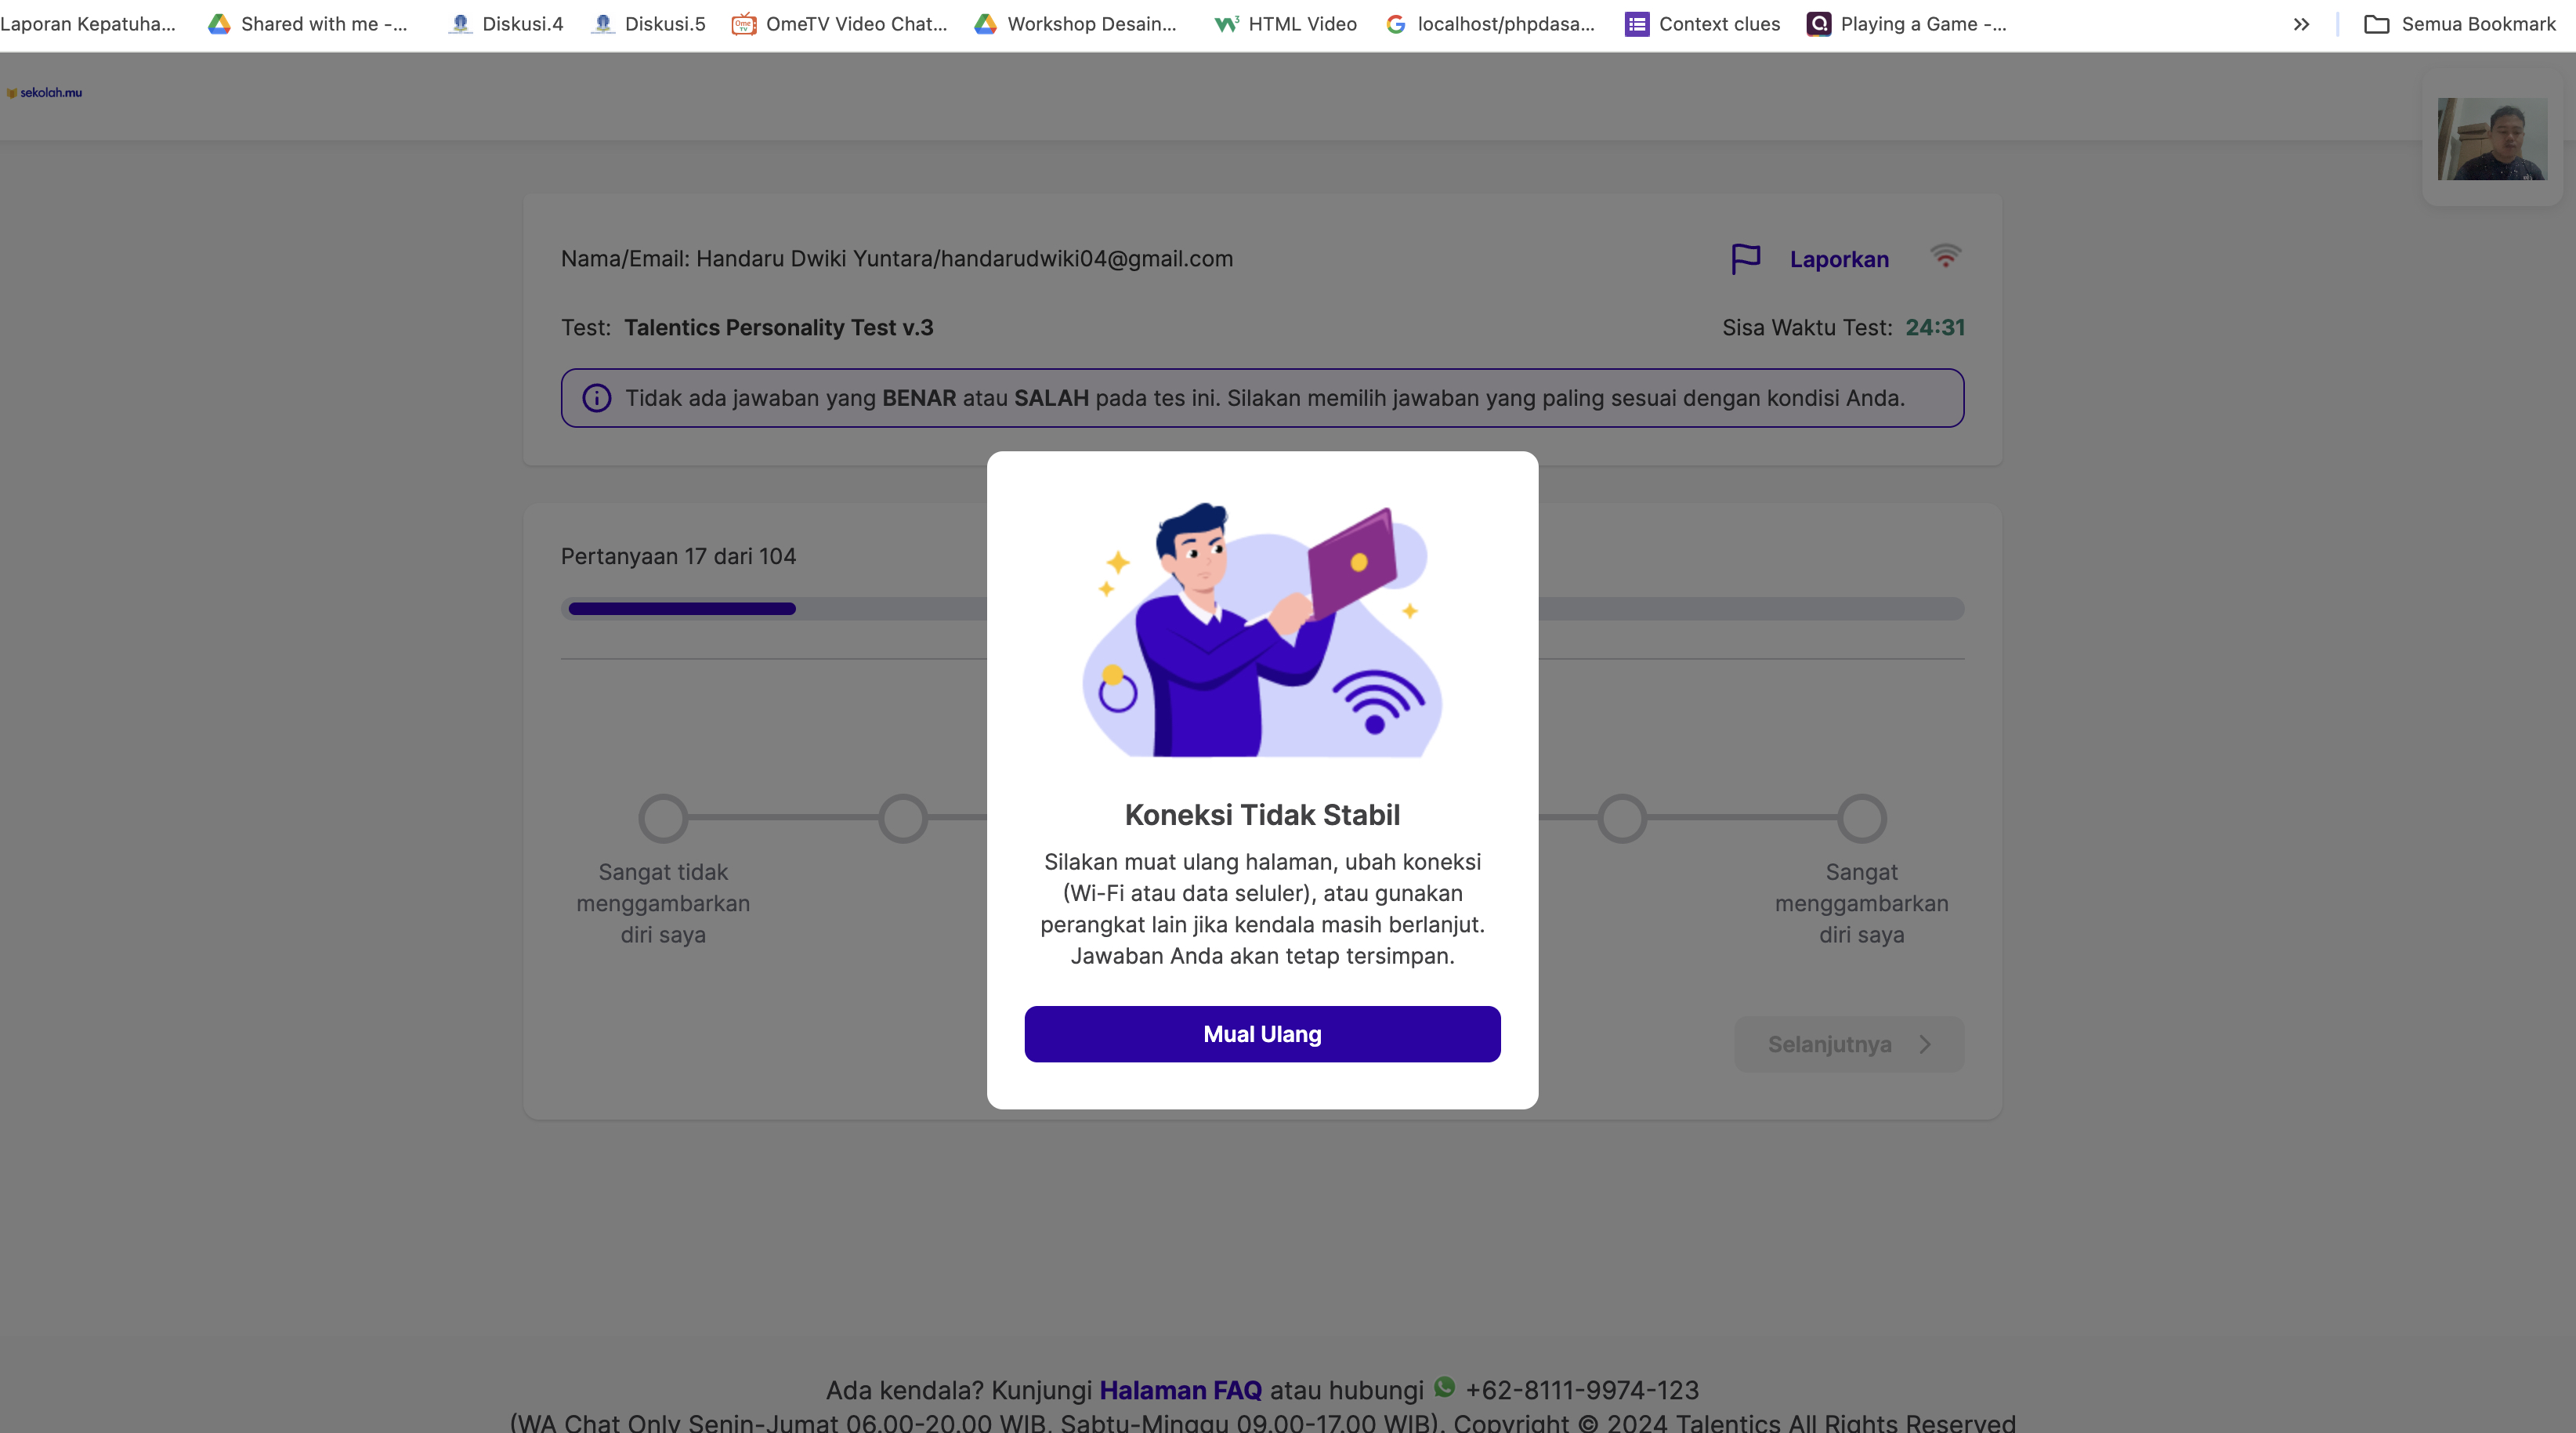 Laporan Kepatuha... Shared with me -... Diskusi.4 Diskusi.5 OmeTV Video Chat... Workshop Desain... HTML Video localhost/phpdasa... Context clues Playing a Game -... Semua Bookmark
sekolah.mu
Nama/Email: Handaru Dwiki Yuntara/handarudwiki04@gmail.com
Laporkan
Test: Talentics Personality Test v.3
Sisa Waktu Test: 24:31
Tidak ada jawaban yang BENAR atau SALAH pada tes ini. Silakan memilih jawaban yang paling sesuai dengan kondisi Anda.
Pertanyaan 17 dari 104
Koneksi Tidak Stabil
Silakan muat ulang halaman, ubah koneksi
(Wi-Fi atau data seluler), atau gunakan
perangkat lain jika kendala masih berlanjut.
Jawaban Anda akan tetap tersimpan.
Mual Ulang
Sangat tidak
menggambarkan
diri saya
Sangat
menggambarkan
diri saya
Selanjutnya
Ada kendala? Kunjungi Halaman FAQ atau hubungi +62-8111-9974-123
(WA Chat Only Senin-Jumat 06.00-20.00 WIB, Sabtu-Minggu 09.00-17.00 WIB). Copyright © 2024 Talentics All Rights Reserved